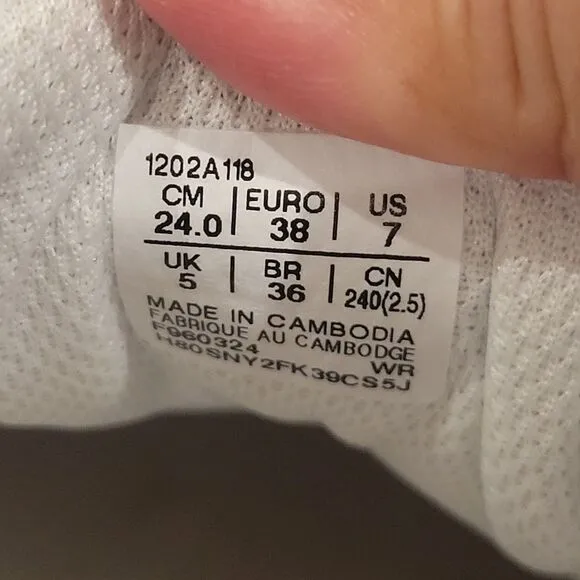 1202A118
CM | EURO | US
24.0 | 38 | 7
UK | BR | CN
5 | 36 | 240(2.5)
MADE IN CAMBODIA
FABRIQUE AU CAMBODGE
F960324 WR
H80SNY2FK39CS5J